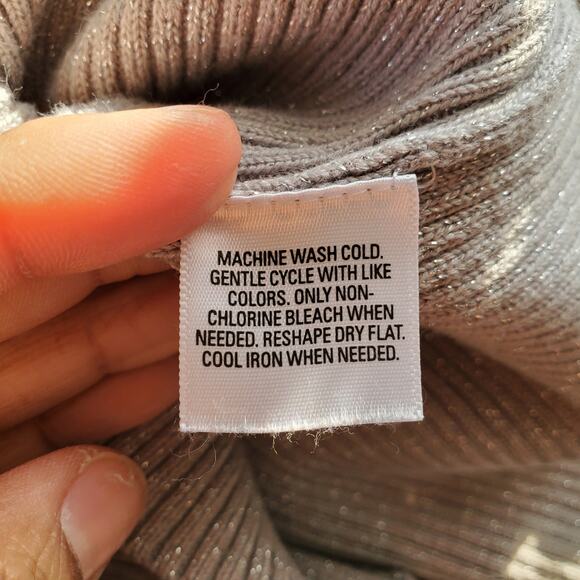 MACHINE WASH COLD.
GENTLE CYCLE WITH LIKE
COLORS. ONLY NON-
CHLORINE BLEACH WHEN
NEEDED. RESHAPE DRY FLAT.
COOL IRON WHEN NEEDED.